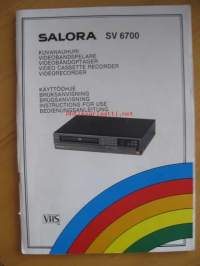 SALORA SV 6700
KUVANAUHURI
VIDEOBANDSPELARE
VIDEOBÅNDOPTAGER
VIDEO CASSETTE RECORDER
VIDEORECORDER
KÄYTTÖOHJE
BRUKSANVISNING
BRUGSANVISNING
INSTRUCTIONS FOR USE
BEDIENUNGSANLEITUNG
VHS